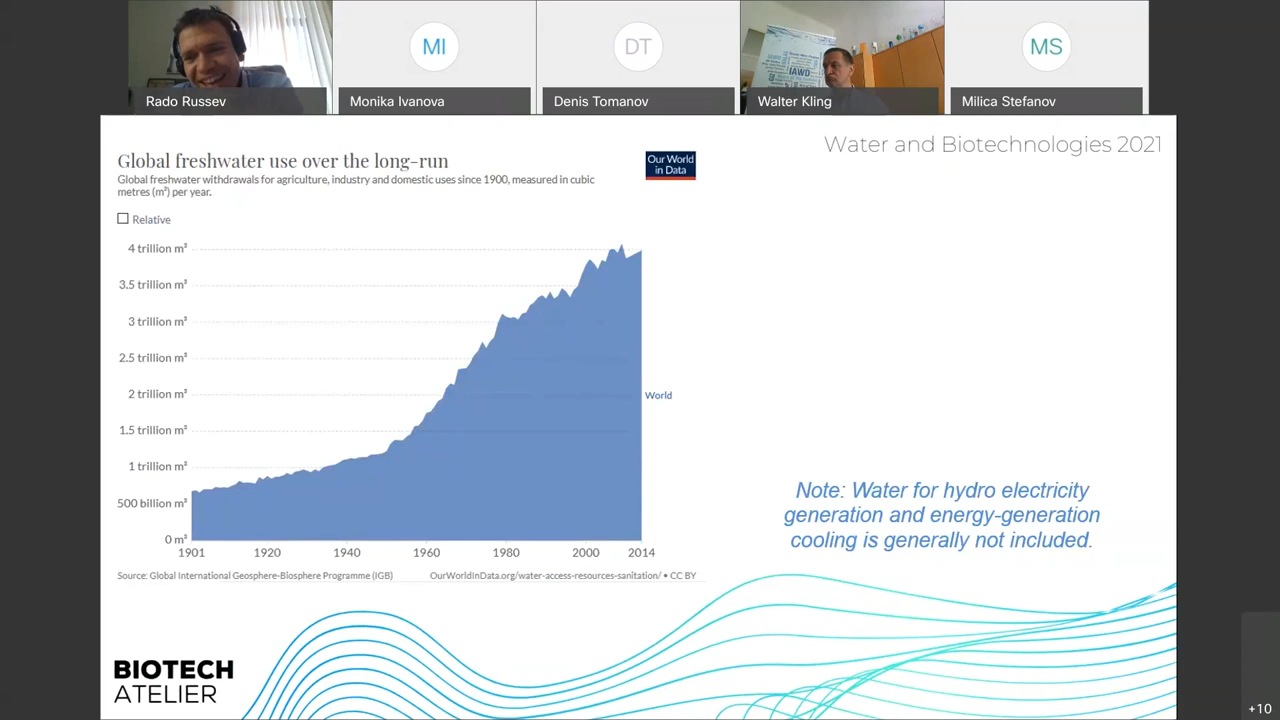 MI
DT
IAWD
MS
Rado Russev
Monika Ivanova
Denis Tomanov
Walter Kling
Milica Stefanov
Water and Biotechnologies 2021
Global freshwater use over the long-run
Our World
in Data
Global freshwater withdrawals for agriculture, industry and domestic uses since 1900, measured in cubic
metres (m³) per year.
Relative
4 trillion m³
3.5 trillion m³
3 trillion m³
2.5 trillion m³
2 trillion m³
World
1.5 trillion m³
1 trillion m³
500 billion m³
0 m³
1901 1920 1940 1960 1980 2000 2014
Source: Global International Geosphere-Biosphere Programme (IGB) OurWorldInData.org/water-access-resources-sanitation/ • CC BY
Note: Water for hydro electricity
generation and energy-generation
cooling is generally not included.
BIOTECH
ATELIER
+10